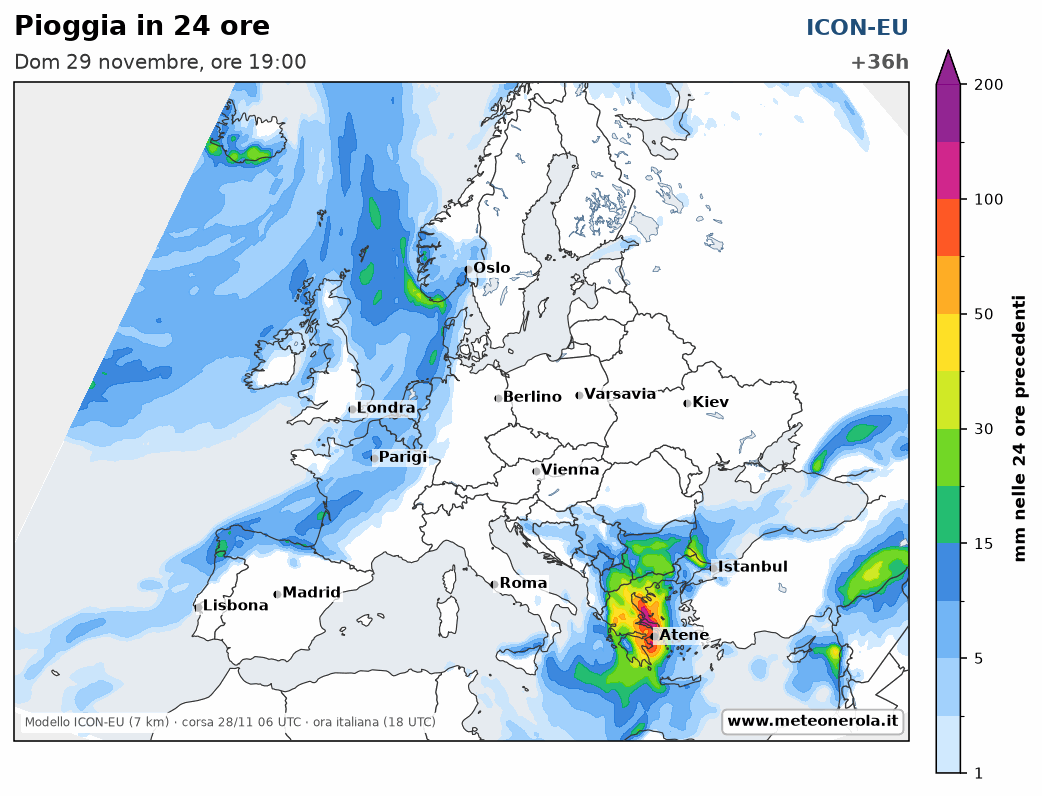 Pioggia in 24 ore
ICON-EU
Dom 29 novembre, ore 19:00
+36h
200
100
50
30
15
5
1
mm nelle 24 ore precedenti
Oslo
Berlino
Varsavia
Kiev
Londra
Parigi
Vienna
Istanbul
Roma
Madrid
Lisbona
Atene
Modello ICON-EU (7 km) · corsa 28/11 06 UTC · ora italiana (18 UTC)
www.meteonerola.it